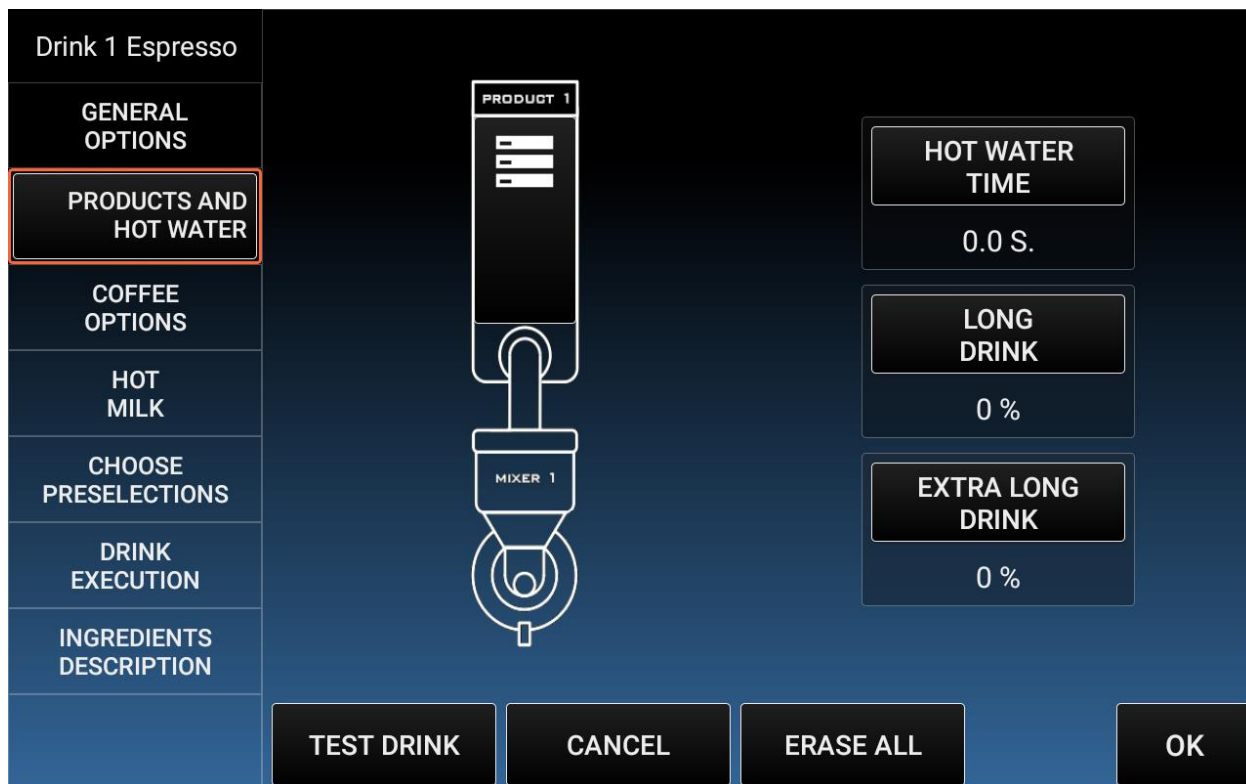 Drink 1 Espresso
GENERAL
OPTIONS
PRODUCTS AND
HOT WATER
COFFEE
OPTIONS
HOT
MILK
CHOOSE
PRESELECTIONS
DRINK
EXECUTION
INGREDIENTS
DESCRIPTION
PRODUCT 1
MIXER 1
HOT WATER
TIME
0.0 S.
LONG
DRINK
0 %
EXTRA LONG
DRINK
0 %
TEST DRINK
CANCEL
ERASE ALL
OK